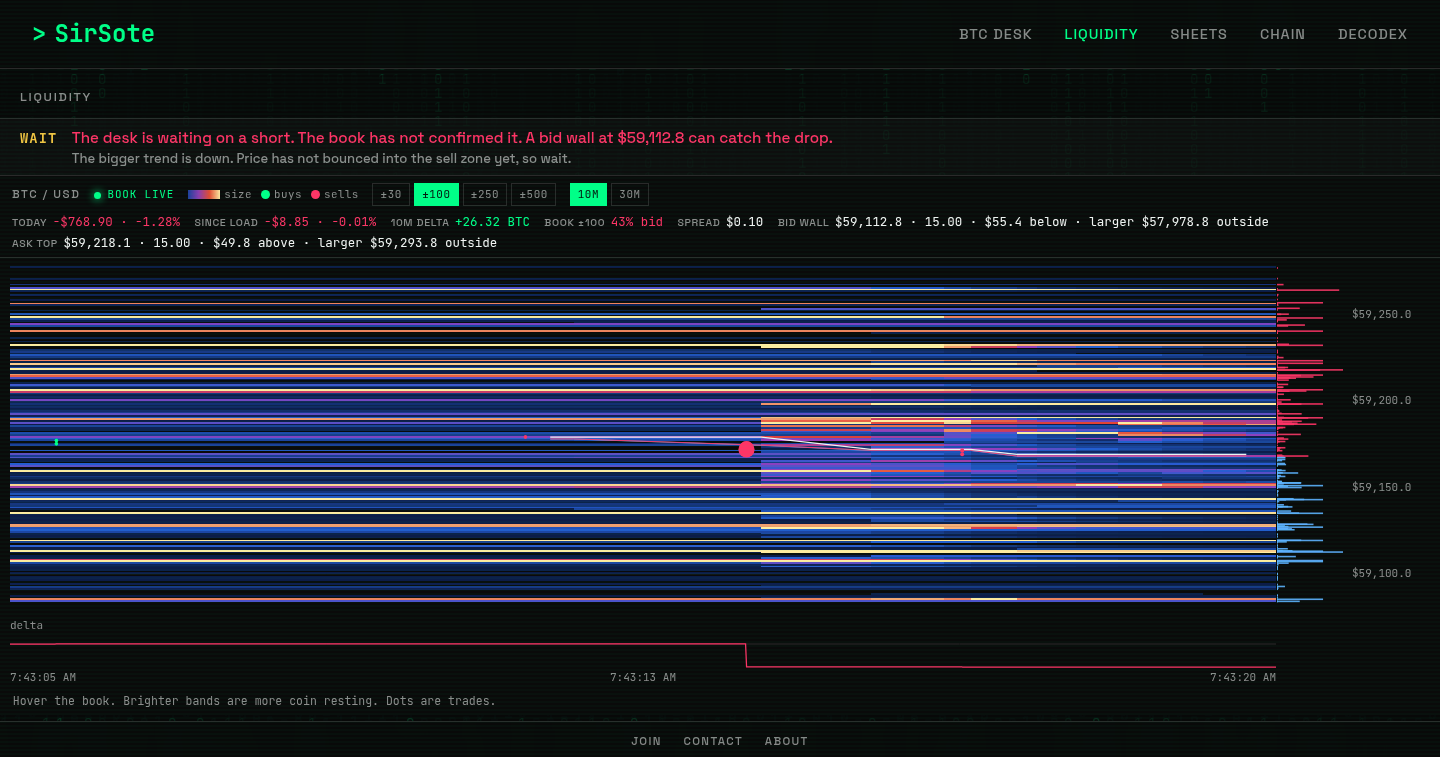 > SirSote
BTC DESK LIQUIDITY SHEETS CHAIN DECODEX
LIQUIDITY
WAIT The desk is waiting on a short. The book has not confirmed it. A bid wall at $59,112.8 can catch the drop.
The bigger trend is down. Price has not bounced into the sell zone yet, so wait.
BTC / USD BOOK LIVE size buys sells ±30 ±100 ±250 ±500 10M 30M
TODAY -$768.90 · -1.28% SINCE LOAD -$8.85 · -0.01% 10M DELTA +26.32 BTC BOOK ±100 43% bid SPREAD $0.10 BID WALL $59,112.8 · 15.00 · $55.4 below · larger $57,978.8 outside
ASK TOP $59,218.1 · 15.00 · $49.8 above · larger $59,293.8 outside
$59,250.0
$59,200.0
$59,150.0
$59,100.0
delta
7:43:05 AM 7:43:13 AM 7:43:20 AM
Hover the book. Brighter bands are more coin resting. Dots are trades.
JOIN CONTACT ABOUT